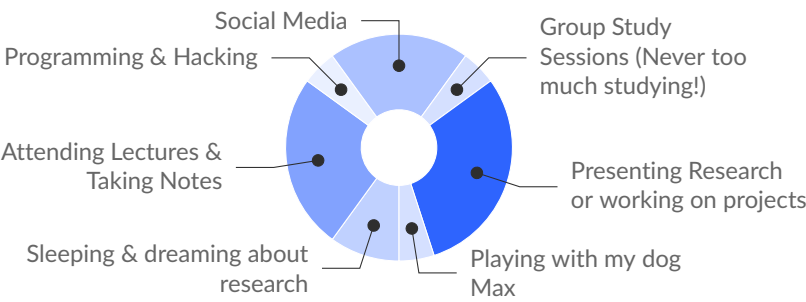 Social Media
Group Study
Sessions (Never too
much studying!)
Programming & Hacking
Attending Lectures &
Taking Notes
Presenting Research
or working on projects
Sleeping & dreaming about
research
Playing with my dog
Max